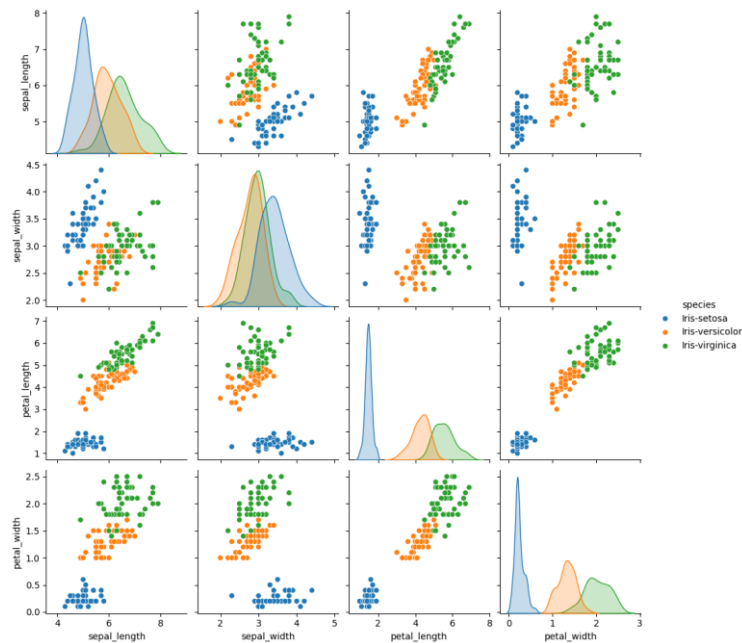 sepal_length
8
7
6
5
sepal_width
4.5
4.0
3.5
3.0
2.5
2.0
petal_length
7
6
5
4
3
2
1
petal_width
2.5
2.0
1.5
1.0
0.5
0.0
4 6 8
sepal_length
2 3 4 5
sepal_width
2 4 6 8
petal_length
0 1 2 3
petal_width
species
Iris-setosa
Iris-versicolor
Iris-virginica